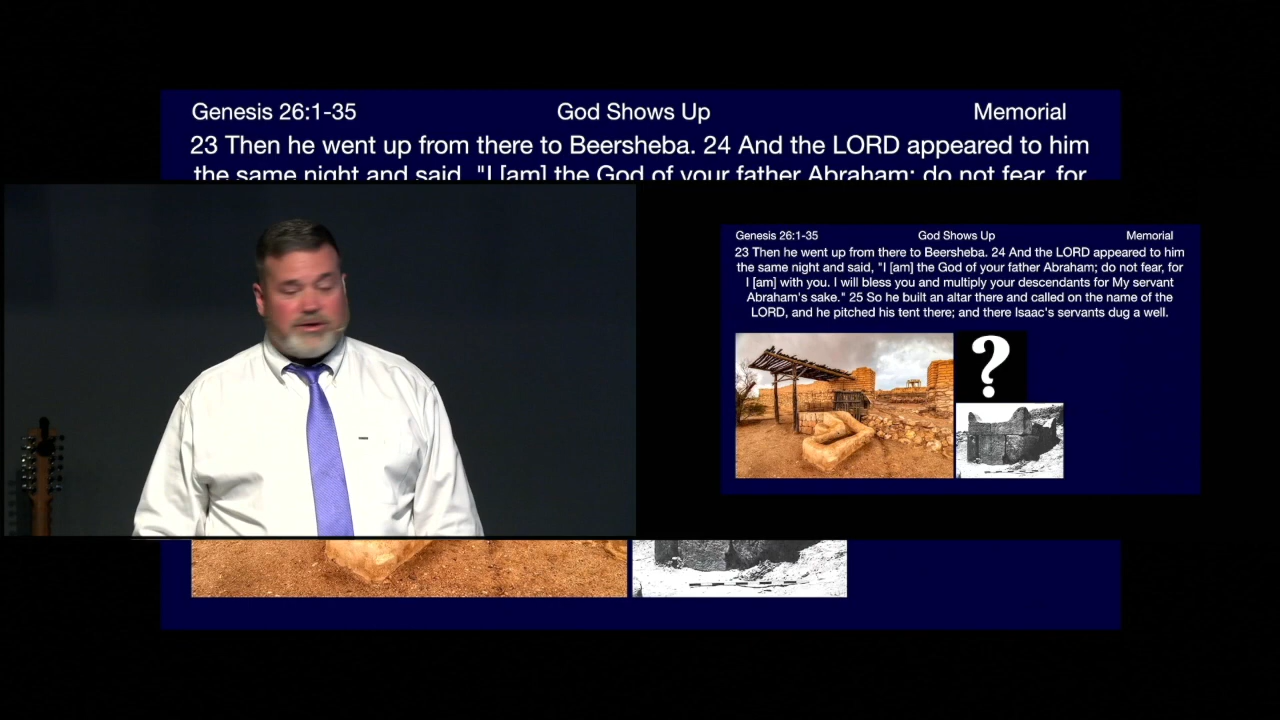 Genesis 26:1-35 God Shows Up Memorial
23 Then he went up from there to Beersheba. 24 And the LORD appeared to him
the same night and said, "I [am] the God of your father Abraham; do not fear, for
Genesis 26:1-35 God Shows Up Memorial
23 Then he went up from there to Beersheba. 24 And the LORD appeared to him
the same night and said, "I [am] the God of your father Abraham; do not fear, for
I [am] with you. I will bless you and multiply your descendants for My servant
Abraham's sake." 25 So he built an altar there and called on the name of the
LORD, and he pitched his tent there; and there Isaac's servants dug a well.
?